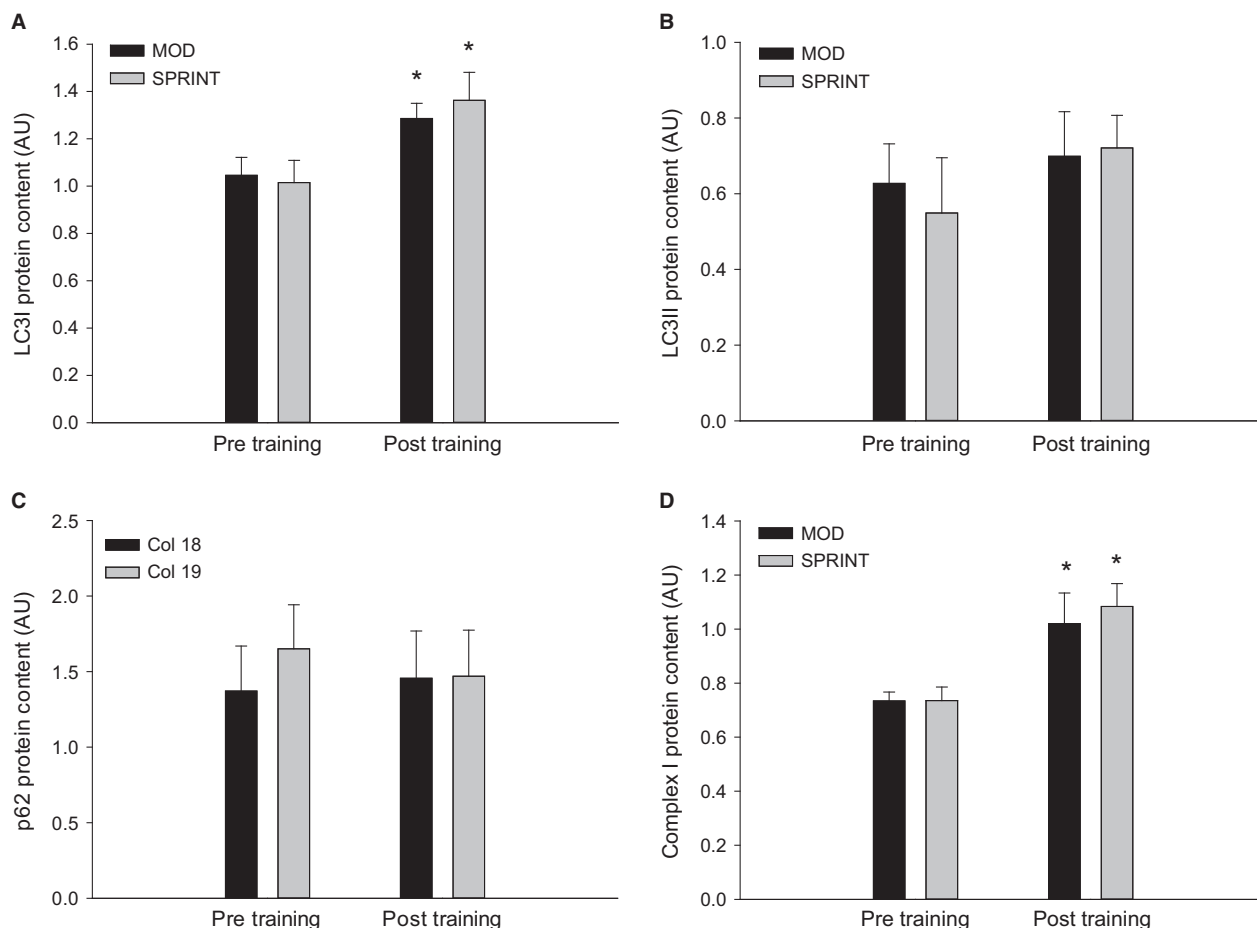 A
LC3I protein content (AU)
1.6
1.4
1.2
1.0
0.8
0.6
0.4
0.2
0.0
MOD
SPRINT
*
*
Pre training
Post training
B
LC3II protein content (AU)
1.0
0.8
0.6
0.4
0.2
0.0
MOD
SPRINT
Pre training
Post training
C
p62 protein content (AU)
2.5
2.0
1.5
1.0
0.5
0.0
Col 18
Col 19
Pre training
Post training
D
Complex I protein content (AU)
1.4
1.2
1.0
0.8
0.6
0.4
0.2
0.0
MOD
SPRINT
*
*
Pre training
Post training